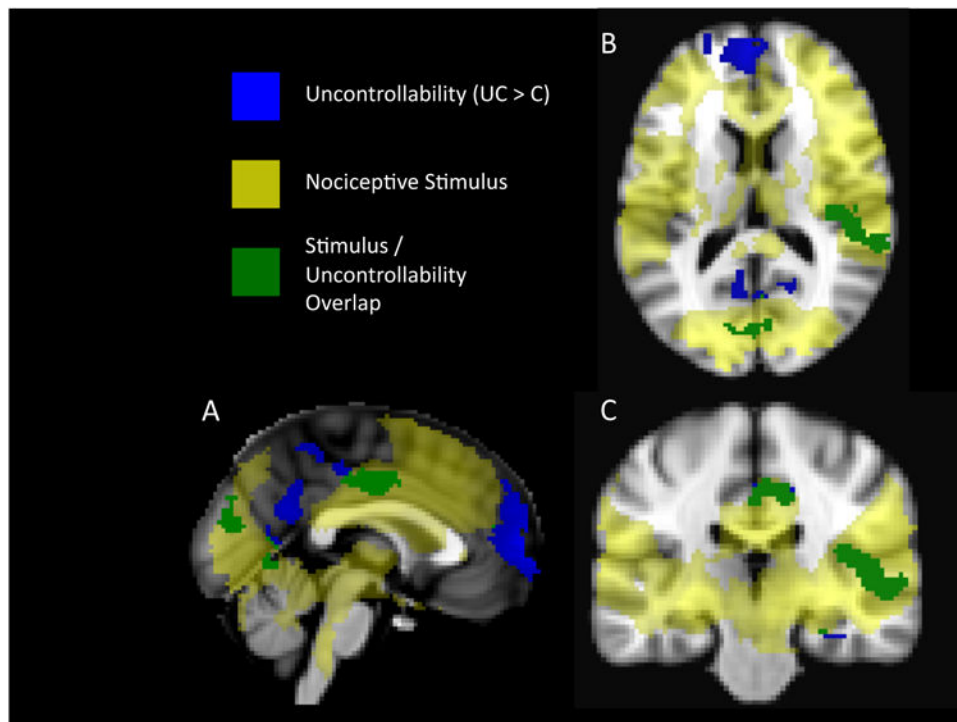 B
Uncontrollability (UC > C)
Nociceptive Stimulus
Stimulus /
Uncontrollability
Overlap
A
C